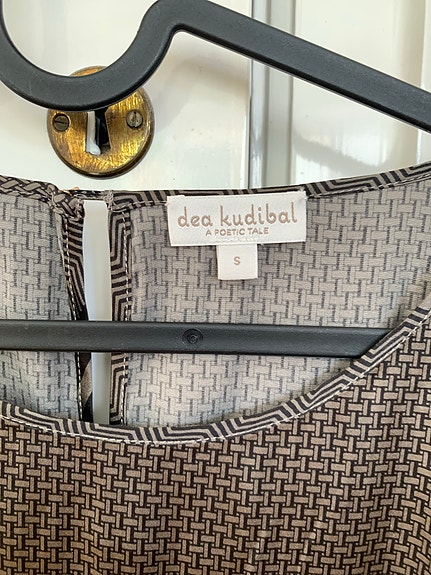 dea kudibal
A POETIC TALE
S